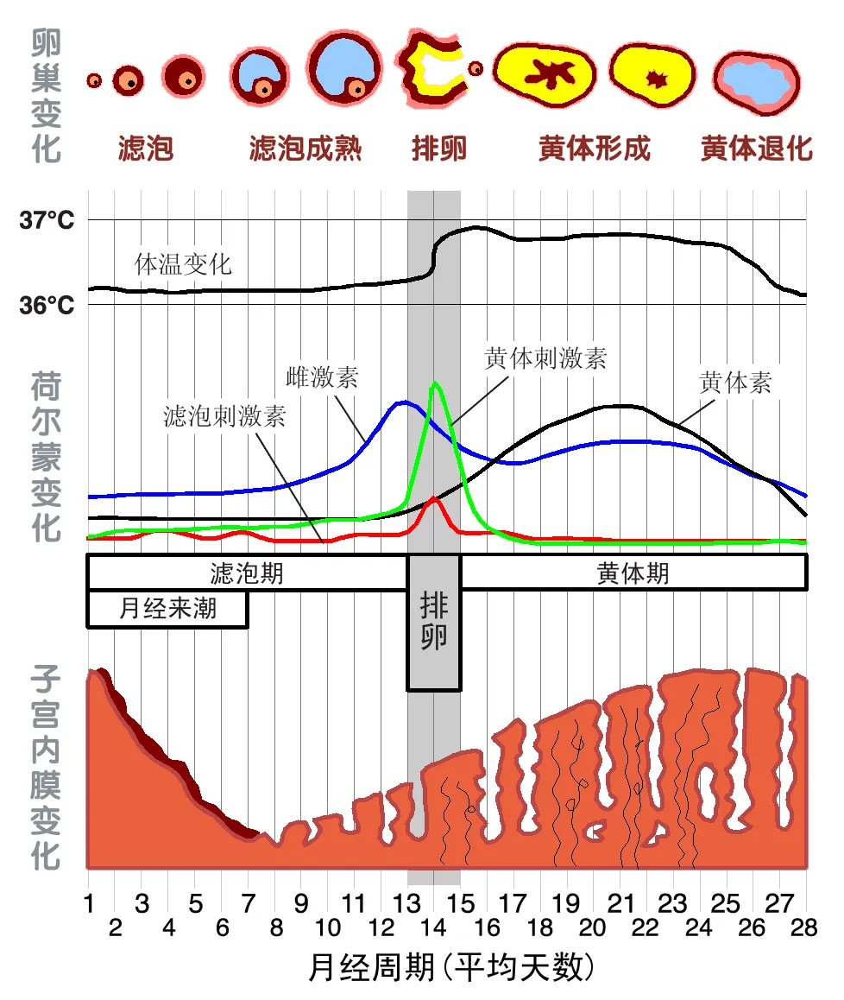 卵巢变化
滤泡
滤泡成熟
排卵
黄体形成
黄体退化
37°C
体温变化
36°C
荷尔蒙变化
雌激素
黄体刺激素
黄体素
滤泡刺激素
滤泡期
排卵
黄体期
月经来潮
子宫内膜变化
1 3 5 7 9 11 13 15 17 19 21 23 25 27
2 4 6 8 10 12 14 16 18 20 22 24 26 28
月经周期(平均天数)